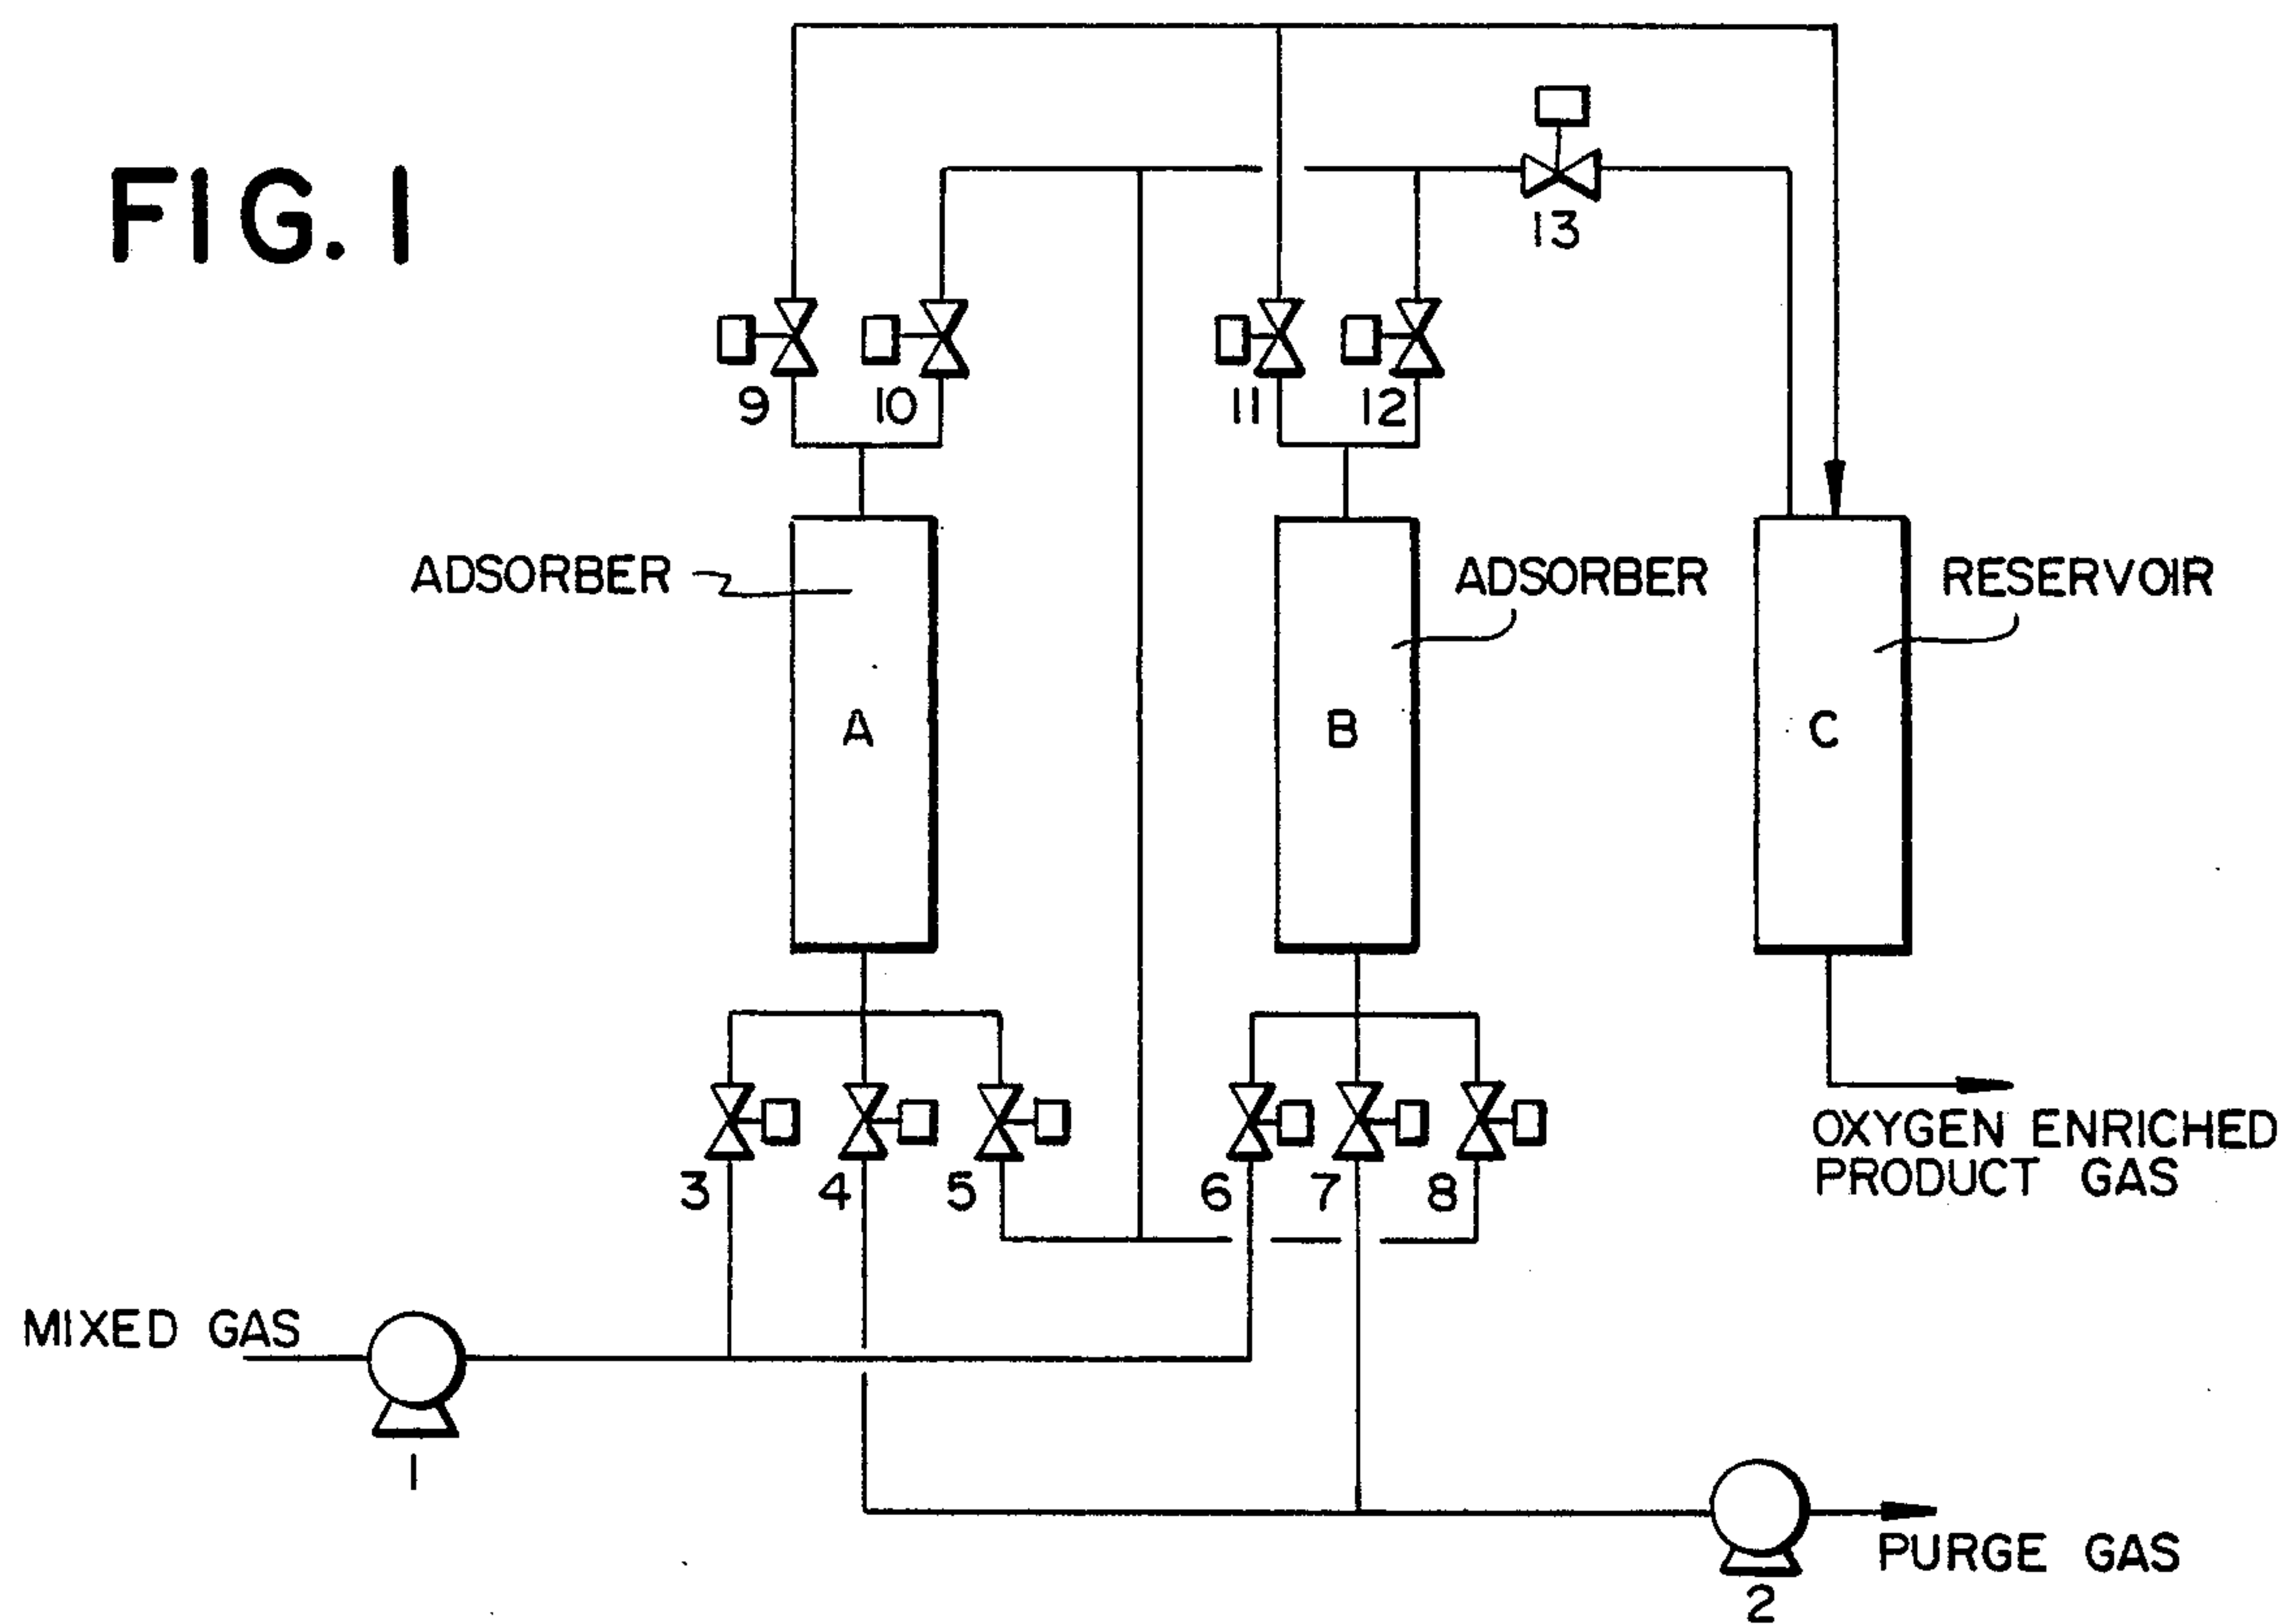 FIG. 1
13
9
10
11
12
ADSORBER
ADSORBER
RESERVOIR
A
B
C
3
4
5
6
7
8
OXYGEN ENRICHED
PRODUCT GAS
MIXED GAS
1
PURGE GAS
2